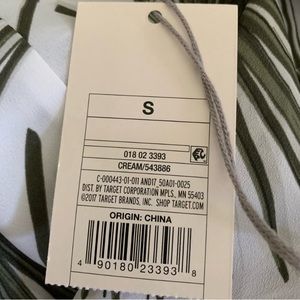 S
018 02 3393
CREAM/543886
C-000443-01-011 AND17_50A01-0025
DIST. BY TARGET CORPORATION MPLS., MN 55403
©2017 TARGET BRANDS, INC. SHOP TARGET.COM
ORIGIN: CHINA
4 90180 23393 8